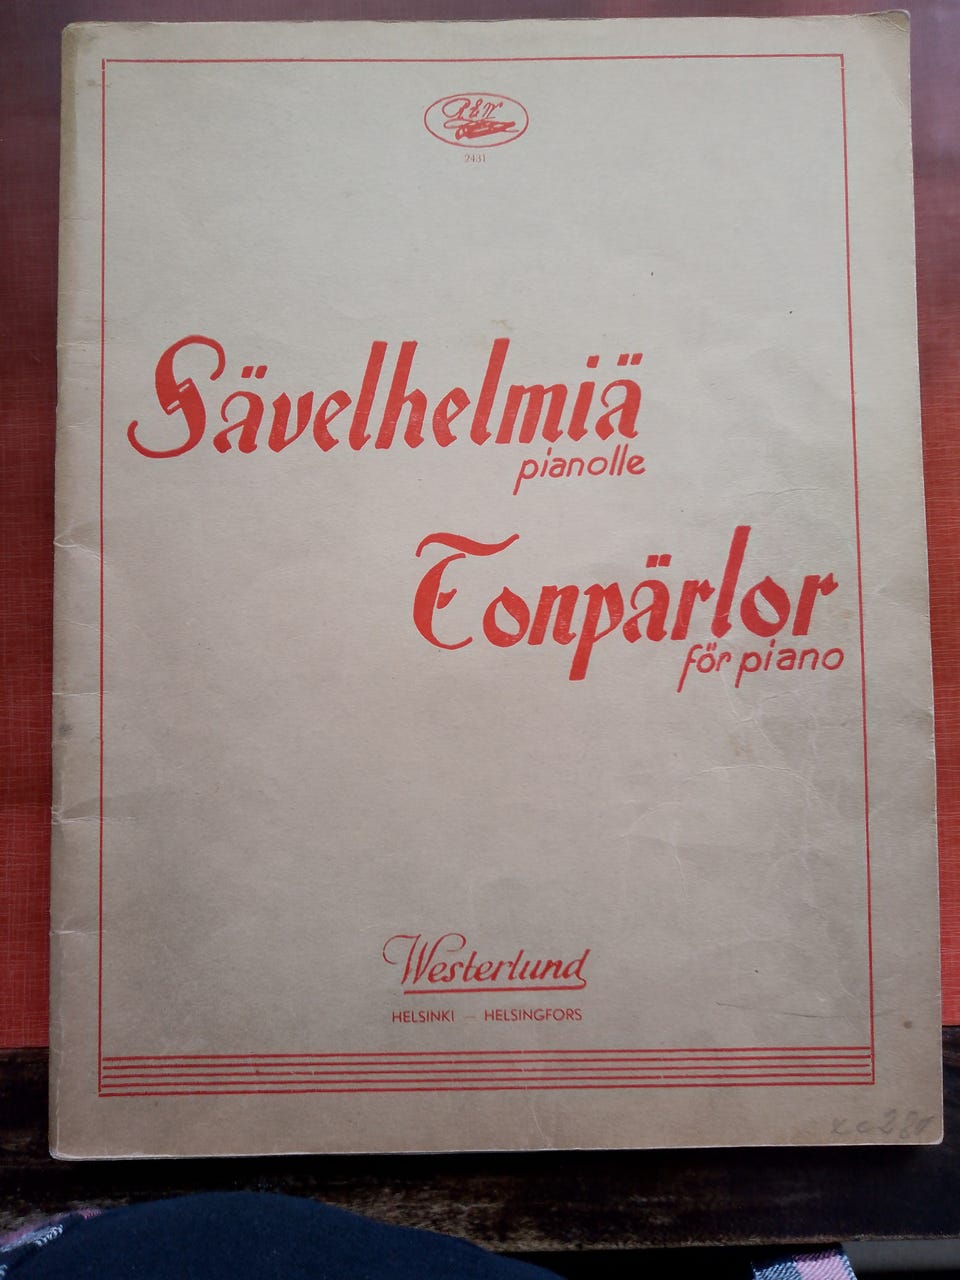 R E W
2431
Sävelhelmiä
pianolle
Tonpärlor
för piano
Westerlund
HELSINKI — HELSINGFORS